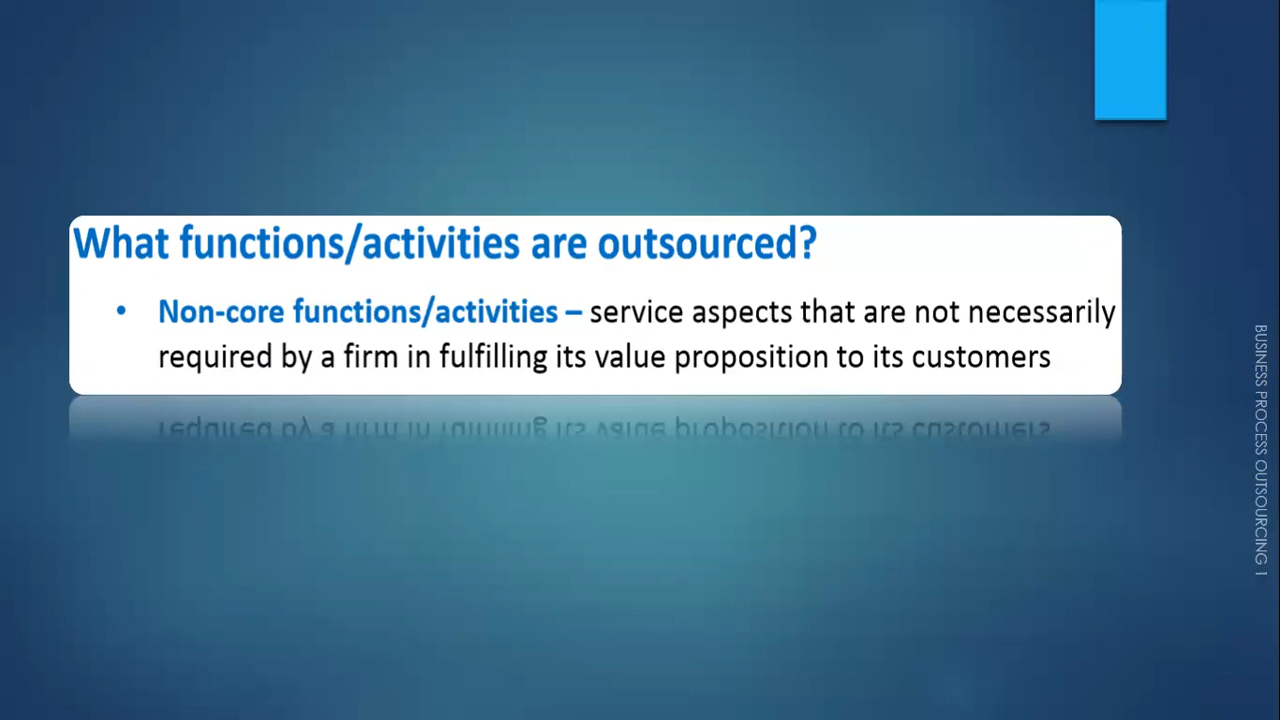 What functions/activities are outsourced?
• Non-core functions/activities – service aspects that are not necessarily
required by a firm in fulfilling its value proposition to its customers
BUSINESS PROCESS OUTSOURCING 1